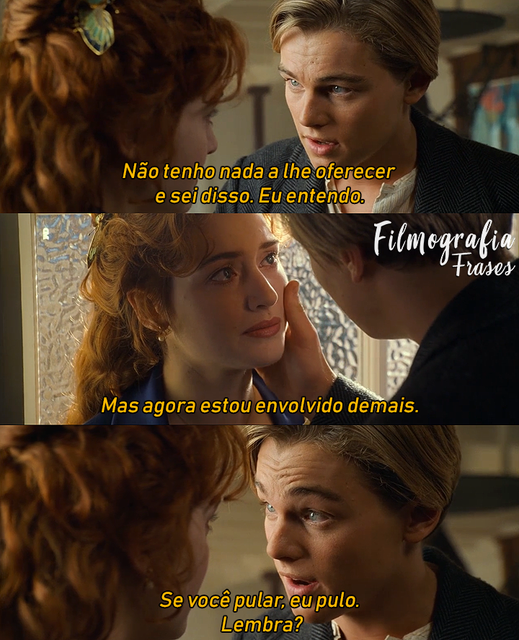 Não tenho nada a lhe oferecer
e sei disso. Eu entendo.
Filmografia
Frases
Mas agora estou envolvido demais.
Se você pular, eu pulo.
Lembra?